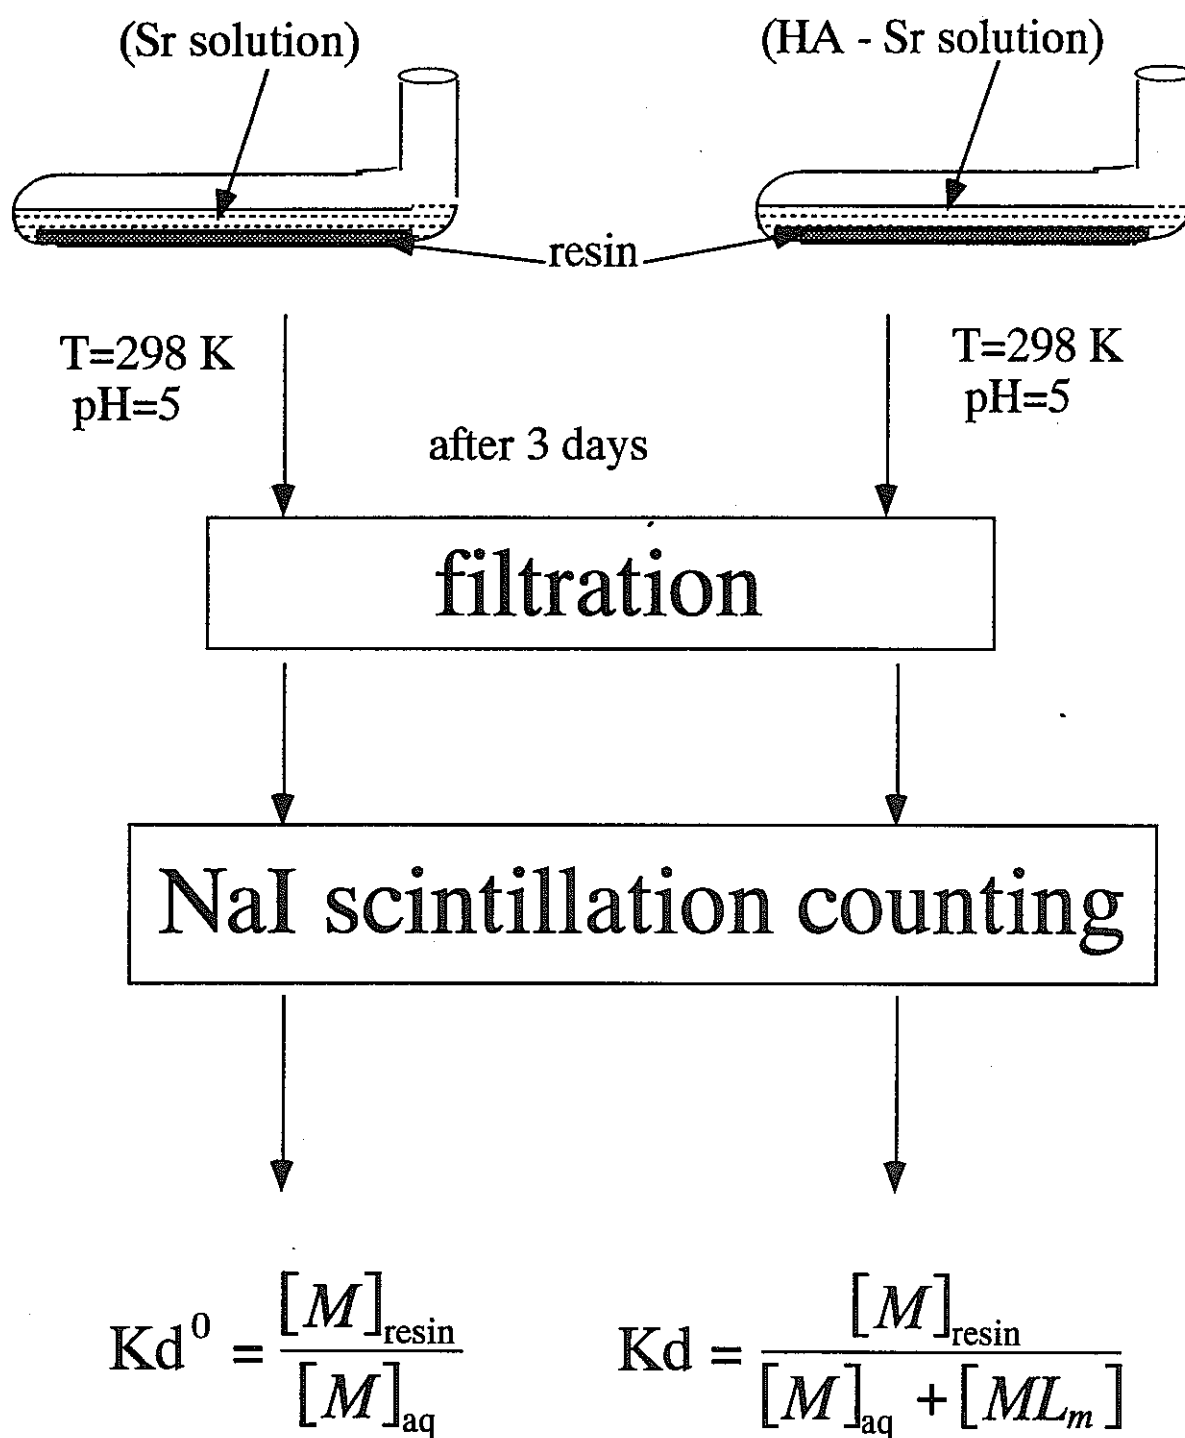 (Sr solution)
(HA - Sr solution)
resin
T=298 K
pH=5
T=298 K
pH=5
after 3 days
filtration
NaI scintillation counting
Kd⁰ = [M]resin / [M]aq
Kd = [M]resin / [M]aq + [MLm]